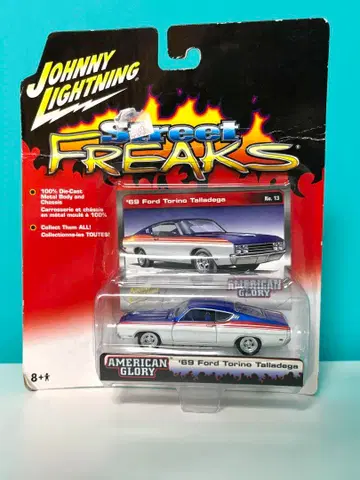 JOHNNY
LIGHTNING
Street
FREAKS
• 100% Die-Cast
Metal Body and
Chassis
Carrosserie et châssis
en métal moulé à 100%
• Collect Them ALL!
Collectionne-les TOUTES!
'69 Ford Torino Talladega
No. 13
AMERICAN
GLORY
AMERICAN
GLORY
'69 Ford Torino Talladega
8+